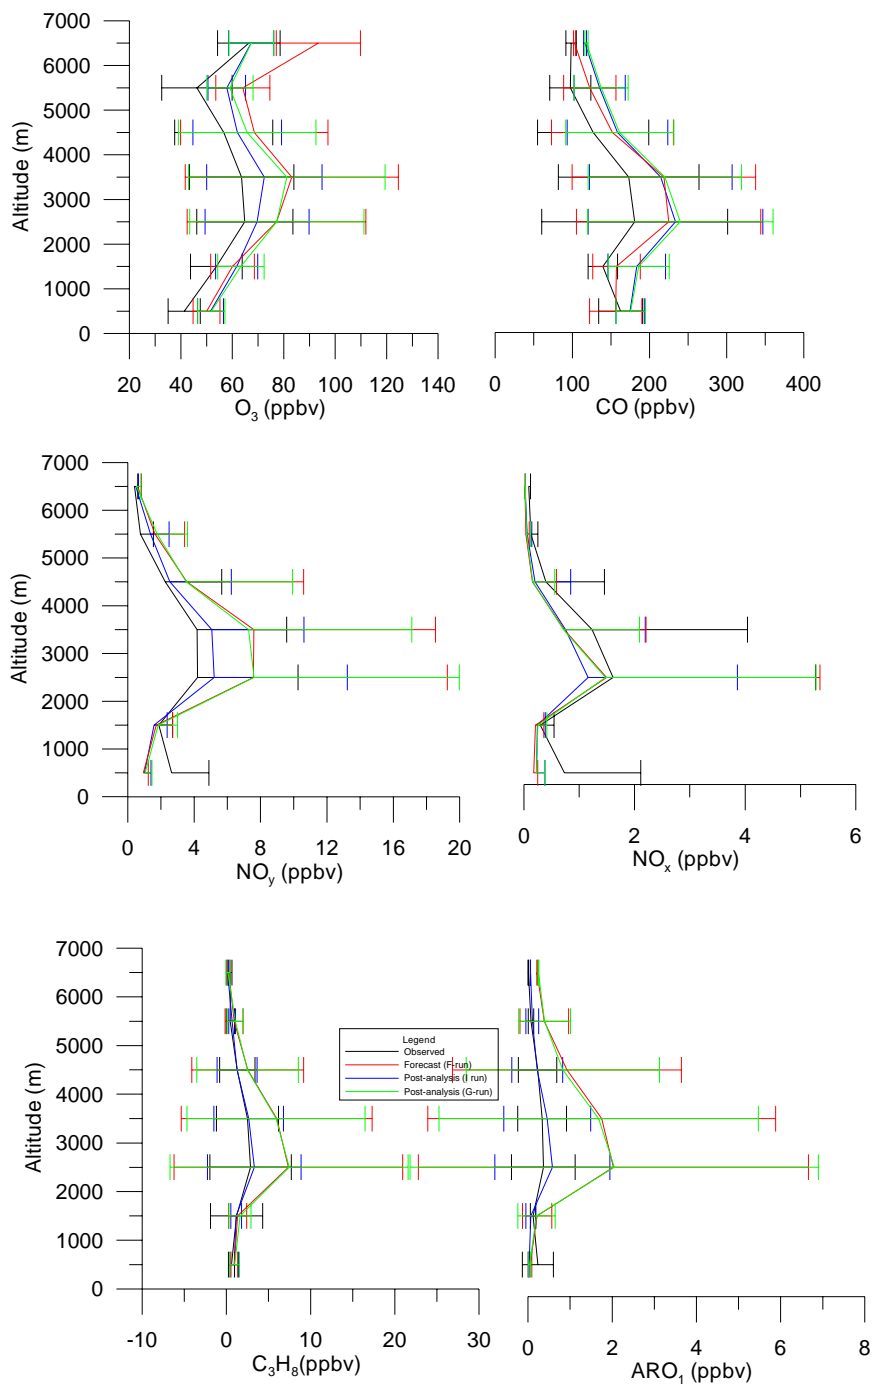 7000
6000
5000
4000
3000
2000
1000
0
Altitude (m)
20 40 60 80 100 120 140
O₃ (ppbv)
0 100 200 300 400
CO (ppbv)
7000
6000
5000
4000
3000
2000
1000
0
Altitude (m)
0 4 8 12 16 20
NOy (ppbv)
0 2 4 6
NOₓ (ppbv)
7000
6000
5000
4000
3000
2000
1000
0
Altitude (m)
Legend
Observed
Forecast (F-run)
Post-analysis (I run)
Post-analysis (G-run)
-10 0 10 20 30
C₃H₈(ppbv)
0 2 4 6 8
ARO₁ (ppbv)